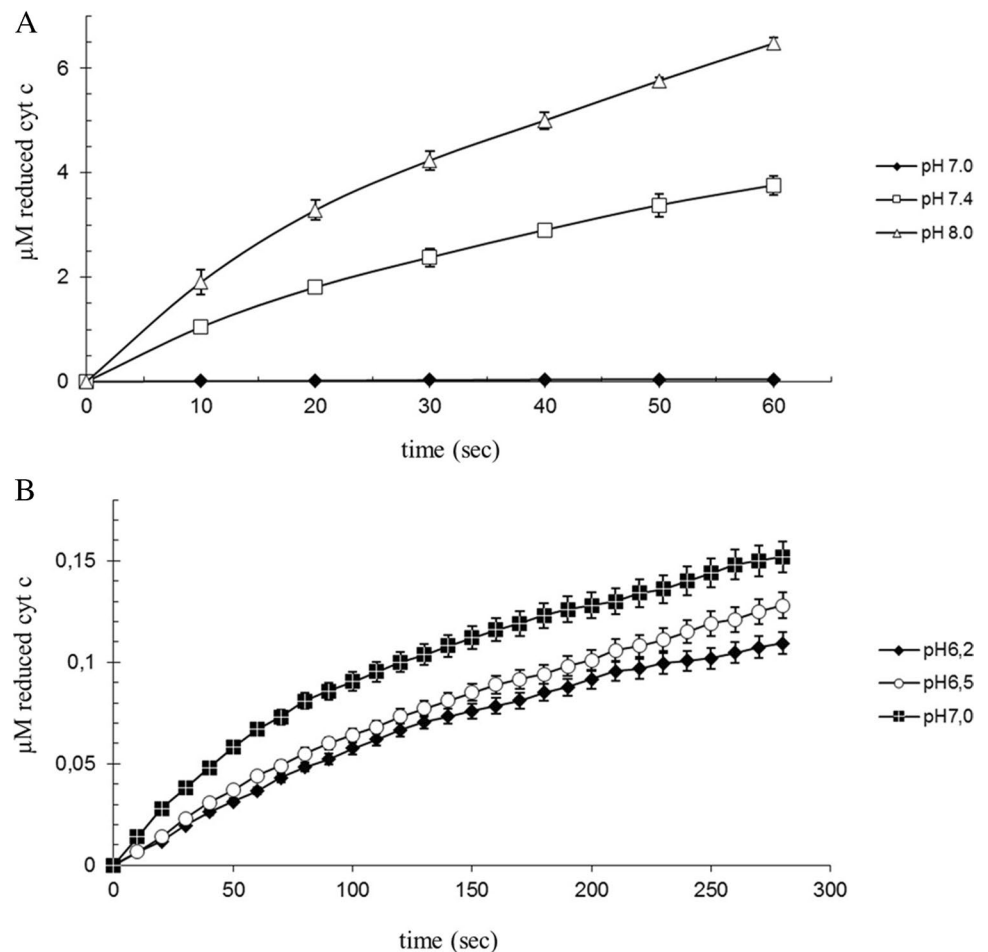 A
µM reduced cyt c
6
4
2
0
0 10 20 30 40 50 60
time (sec)
pH 7.0
pH 7.4
pH 8.0
B
µM reduced cyt c
0,15
0,1
0,05
0
0 50 100 150 200 250 300
time (sec)
pH6,2
pH6,5
pH7,0